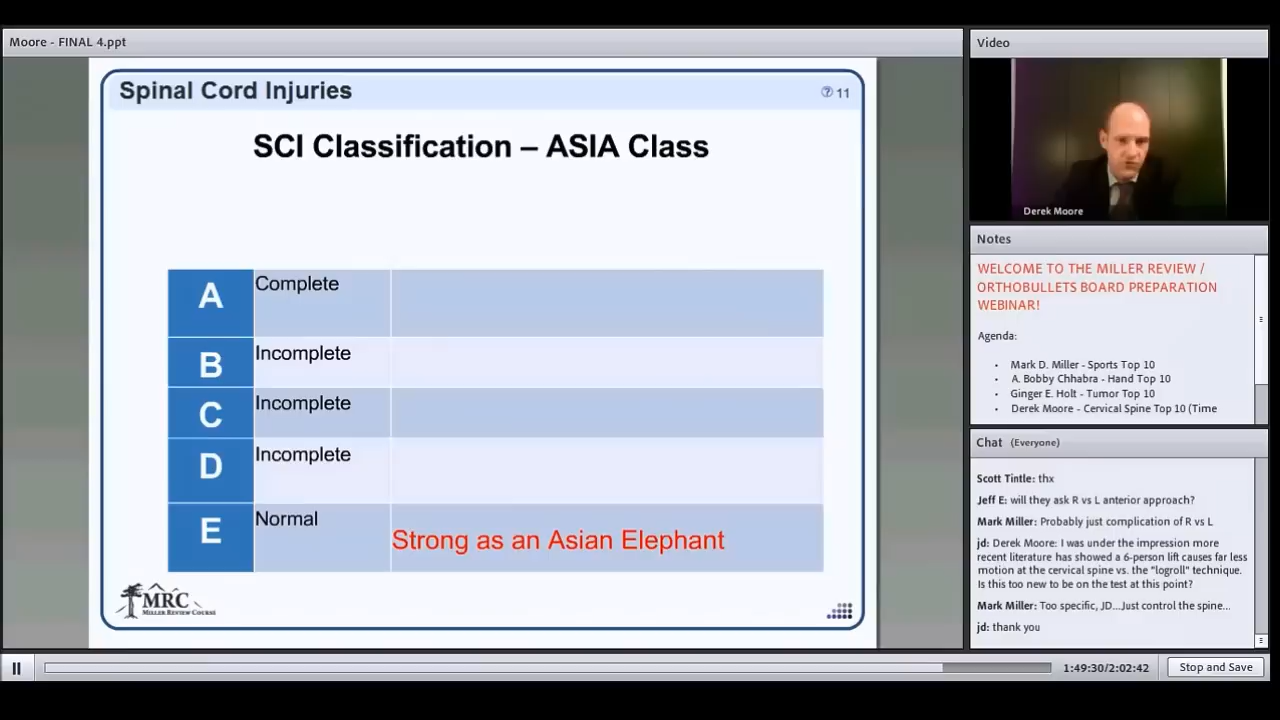 Moore - FINAL 4.ppt
Spinal Cord Injuries
? 11
SCI Classification – ASIA Class
A Complete
B Incomplete
C Incomplete
D Incomplete
E Normal Strong as an Asian Elephant
MRC
MILLER REVIEW COURSE
Video
Derek Moore
Notes
WELCOME TO THE MILLER REVIEW /
ORTHOBULLETS BOARD PREPARATION
WEBINAR!
Agenda:
• Mark D. Miller - Sports Top 10
• A. Bobby Chhabra - Hand Top 10
• Ginger E. Holt - Tumor Top 10
• Derek Moore - Cervical Spine Top 10 (Time
Chat (Everyone)
Scott Tintle: thx
Jeff E: will they ask R vs L anterior approach?
Mark Miller: Probably just complication of R vs L
jd: Derek Moore: I was under the impression more
recent literature has showed a 6-person lift causes far less
motion at the cervical spine vs. the "logroll" technique.
Is this too new to be on the test at this point?
Mark Miller: Too specific, JD...Just control the spine...
jd: thank you
1:49:30/2:02:42
Stop and Save